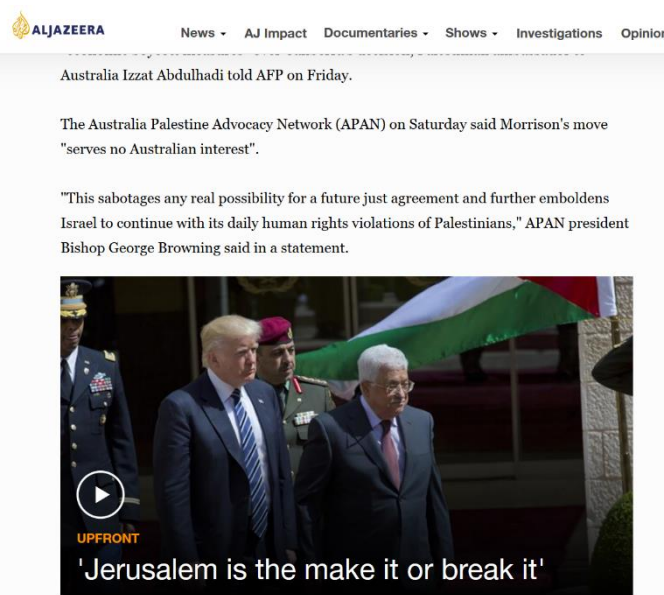 ALJAZEERA
News
AJ Impact
Documentaries
Shows
Investigations
Opinion
Australia Izzat Abdulhadi told AFP on Friday.
The Australia Palestine Advocacy Network (APAN) on Saturday said Morrison's move
"serves no Australian interest".
"This sabotages any real possibility for a future just agreement and further emboldens
Israel to continue with its daily human rights violations of Palestinians," APAN president
Bishop George Browning said in a statement.
UPFRONT
'Jerusalem is the make it or break it'